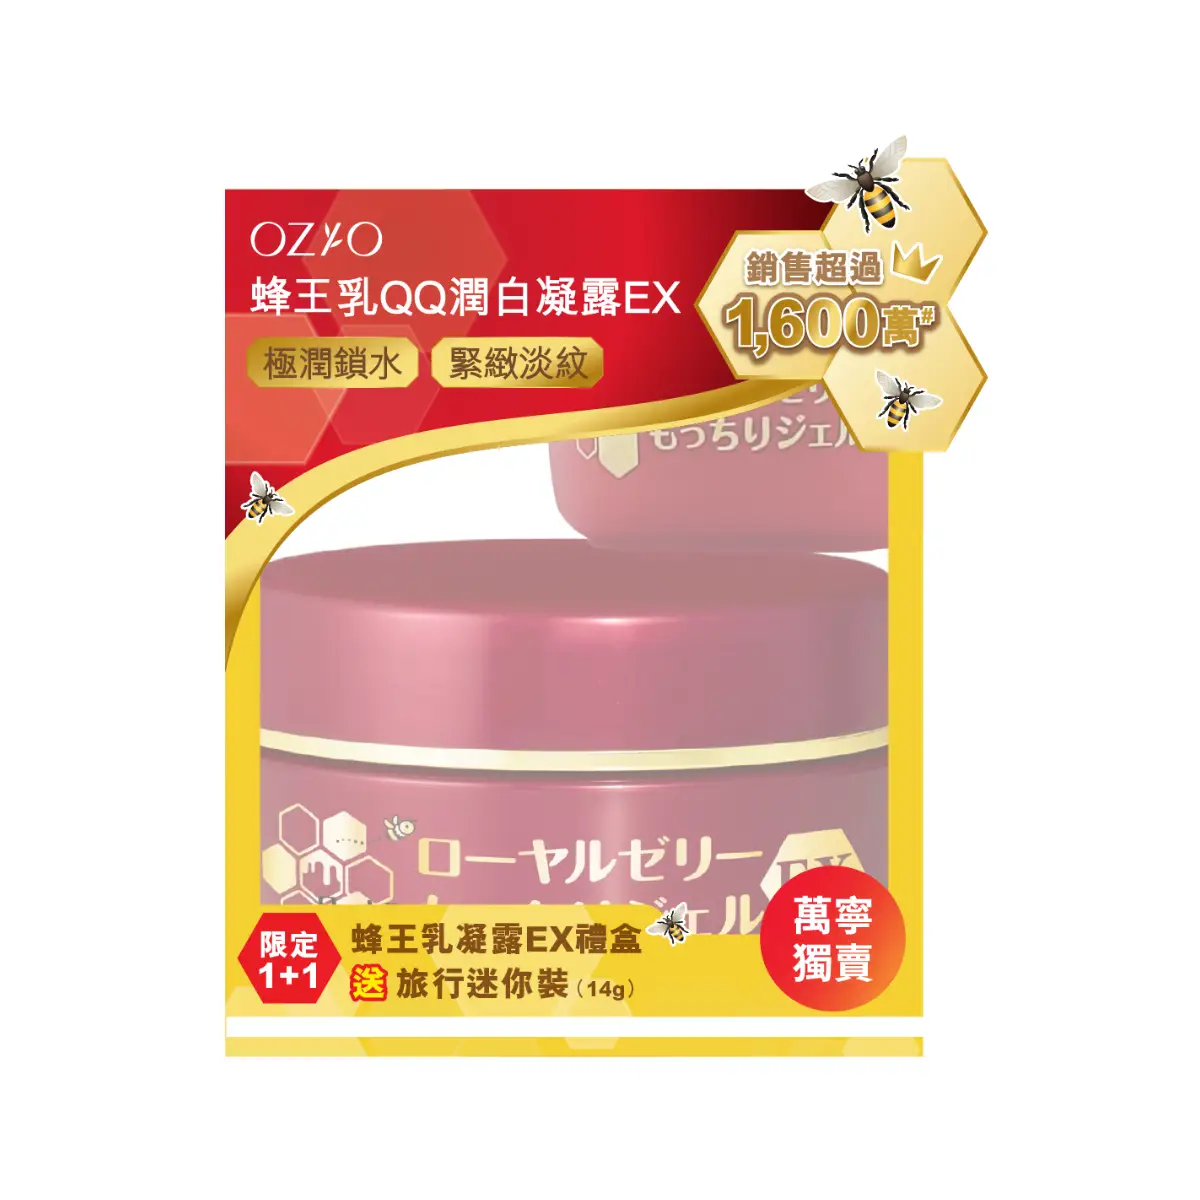 OZIO
蜂王乳QQ潤白凝露EX
極潤鎖水
緊緻淡紋
銷售超過
1,600萬#
もっちりジェル
ローヤルゼリー
EX
限定
1+1
蜂王乳凝露EX禮盒
送 旅行迷你裝（14g）
萬寧
獨賣